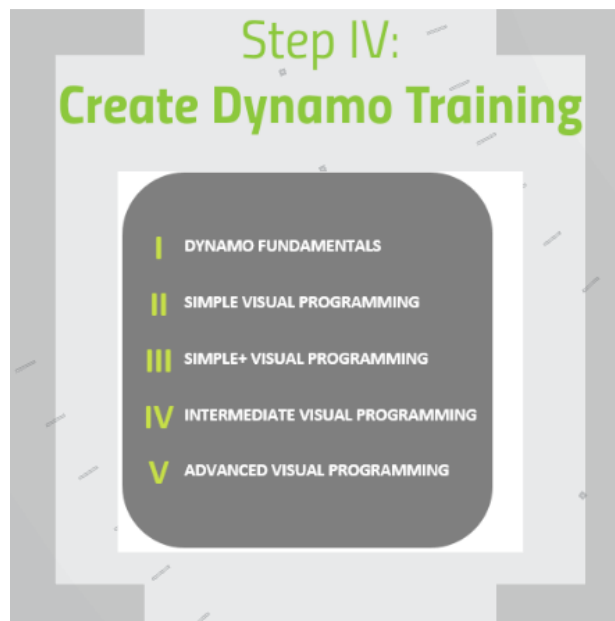 Step IV:
Create Dynamo Training
I DYNAMO FUNDAMENTALS
II SIMPLE VISUAL PROGRAMMING
III SIMPLE+ VISUAL PROGRAMMING
IV INTERMEDIATE VISUAL PROGRAMMING
V ADVANCED VISUAL PROGRAMMING